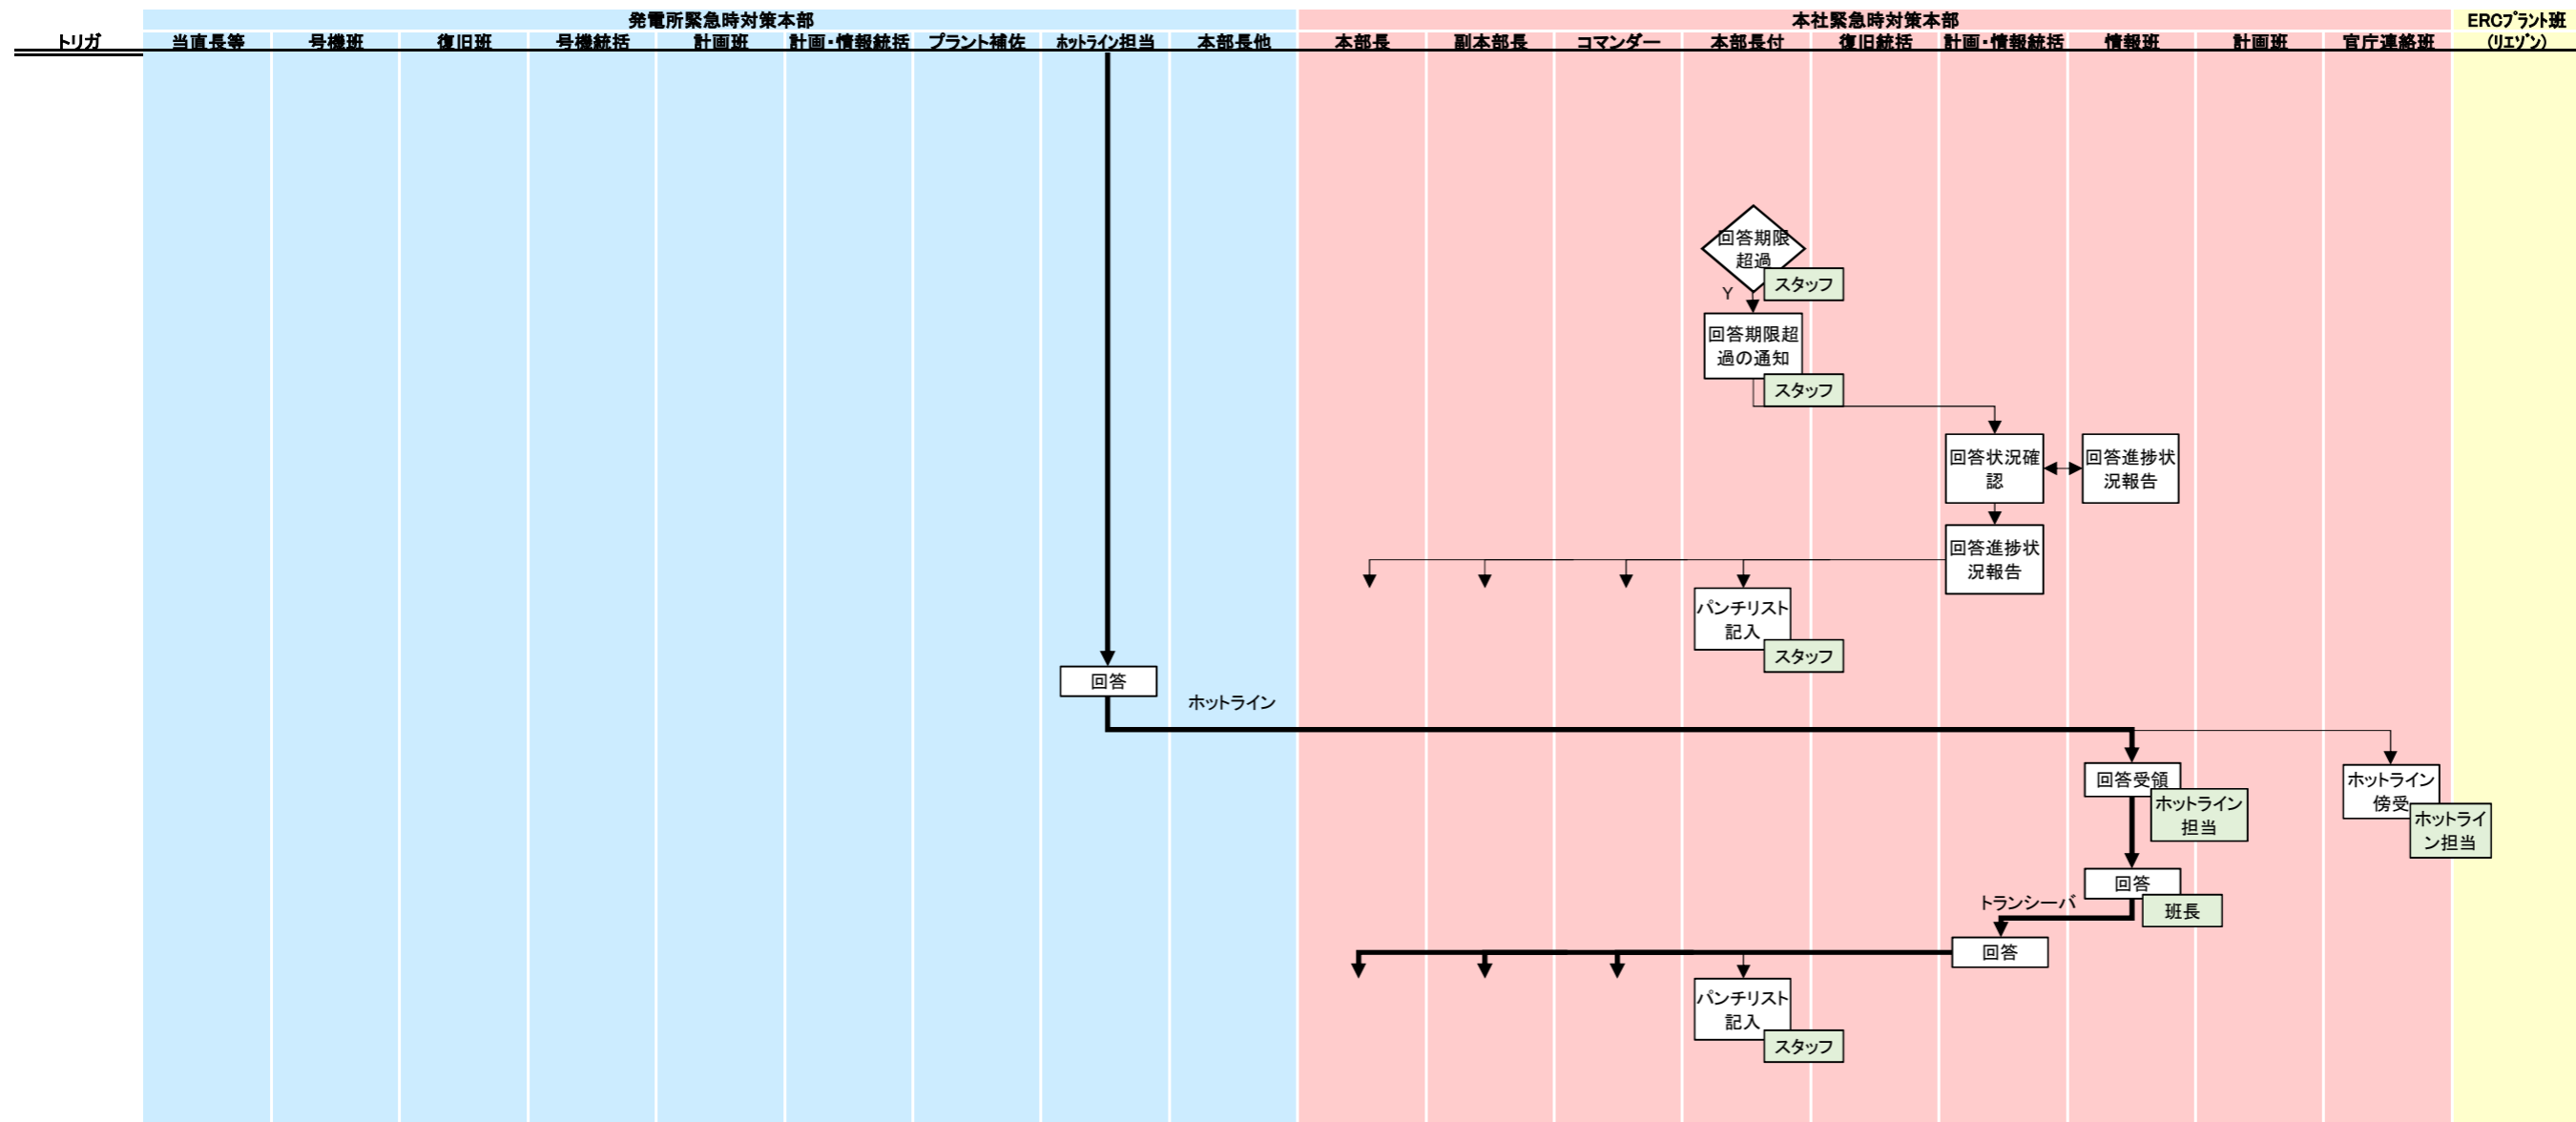 発電所緊急時対策本部
本社緊急時対策本部
ERCプラント班
トリガ
当直長等
号機班
復旧班
号機統括
計画班
計画・情報統括
プラント補佐
ホットライン担当
本部長他
本部長
副本部長
コマンダー
本部長付
復旧統括
計画・情報統括
情報班
計画班
官庁連絡班
(リエゾン)
回答期限
超過
スタッフ
Y
回答期限超
過の通知
スタッフ
回答状況確
認
回答進捗状
況報告
回答進捗状
況報告
パンチリスト
記入
スタッフ
回答
ホットライン
回答受領
ホットライン
担当
ホットライン
傍受
ホットライ
ン担当
回答
班長
トランシーバ
回答
パンチリスト
記入
スタッフ